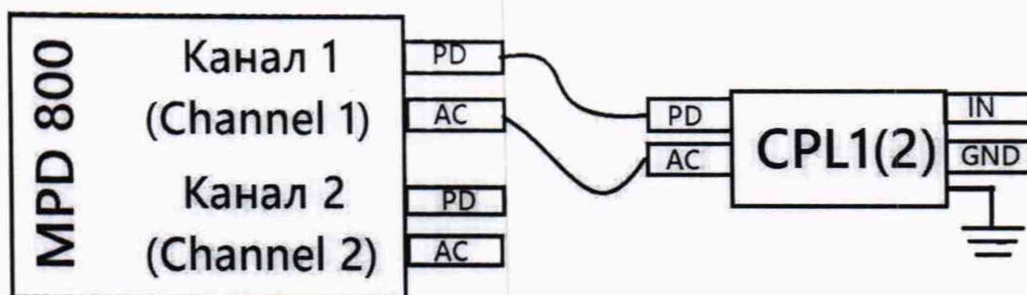 MPD 800
Канал 1
(Channel 1)
PD
AC
Канал 2
(Channel 2)
PD
AC
PD
AC
CPL1(2)
IN
GND